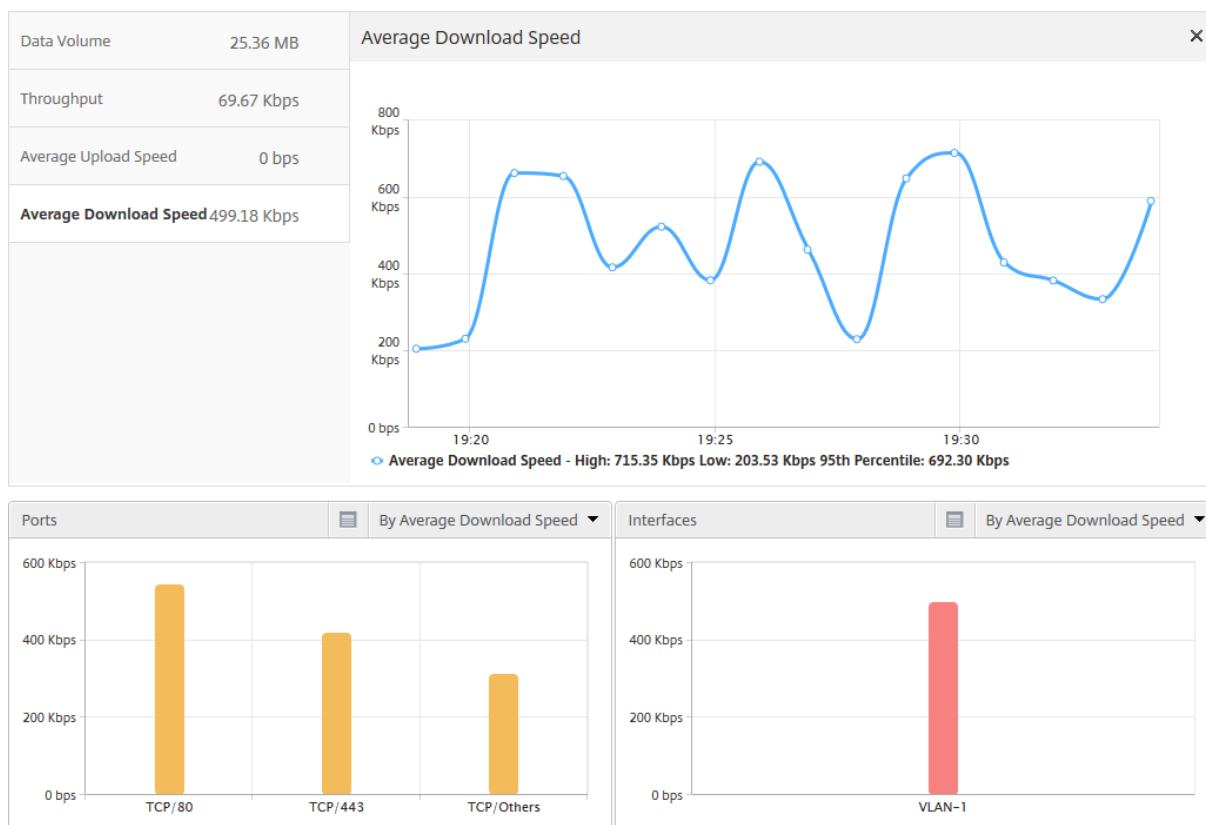 Data Volume 25.36 MB
Throughput 69.67 Kbps
Average Upload Speed 0 bps
Average Download Speed 499.18 Kbps
Average Download Speed
800
Kbps
600
Kbps
400
Kbps
200
Kbps
0 bps
19:20 19:25 19:30
Average Download Speed - High: 715.35 Kbps Low: 203.53 Kbps 95th Percentile: 692.30 Kbps
Ports By Average Download Speed
600 Kbps
400 Kbps
200 Kbps
0 bps
TCP/80 TCP/443 TCP/Others
Interfaces By Average Download Speed
600 Kbps
400 Kbps
200 Kbps
0 bps
VLAN-1